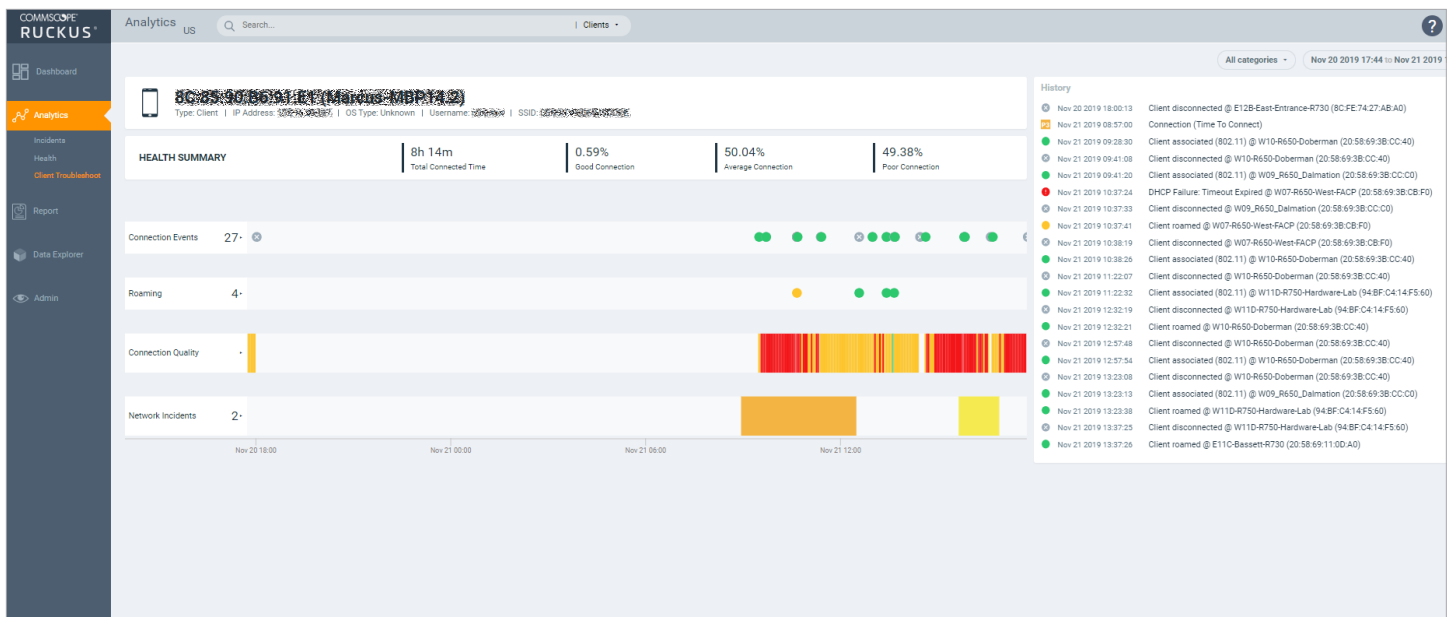 COMMSCOPE
RUCKUS
Analytics US
Search...
Clients
?
Dashboard
Analytics
Incidents
Health
Client Troubleshoot
Report
Data Explorer
Admin
All categories
Nov 20 2019 17:44 to Nov 21 2019
Type: Client | IP Address: | OS Type: Unknown | Username: | SSID:
HEALTH SUMMARY
8h 14m
Total Connected Time
0.59%
Good Connection
50.04%
Average Connection
49.38%
Poor Connection
Connection Events 27
Roaming 4
Connection Quality
Network Incidents 2
Nov 20 18:00 Nov 21 00:00 Nov 21 06:00 Nov 21 12:00
History
Nov 20 2019 18:00:13 Client disconnected @ E12B-East-Entrance-R730 (8C:FE:74:27:AB:A0)
Nov 21 2019 08:57:00 Connection (Time To Connect)
Nov 21 2019 09:28:30 Client associated (802.11) @ W10-R650-Doberman (20:58:69:3B:CC:40)
Nov 21 2019 09:41:08 Client disconnected @ W10-R650-Doberman (20:58:69:3B:CC:40)
Nov 21 2019 09:41:20 Client associated (802.11) @ W09_R650_Dalmation (20:58:69:3B:CC:C0)
Nov 21 2019 10:37:24 DHCP Failure: Timeout Expired @ W07-R650-West-FACP (20:58:69:3B:CB:F0)
Nov 21 2019 10:37:33 Client disconnected @ W09_R650_Dalmation (20:58:69:3B:CC:C0)
Nov 21 2019 10:37:41 Client roamed @ W07-R650-West-FACP (20:58:69:3B:CB:F0)
Nov 21 2019 10:38:19 Client disconnected @ W07-R650-West-FACP (20:58:69:3B:CB:F0)
Nov 21 2019 10:38:26 Client associated (802.11) @ W10-R650-Doberman (20:58:69:3B:CC:40)
Nov 21 2019 11:22:07 Client disconnected @ W10-R650-Doberman (20:58:69:3B:CC:40)
Nov 21 2019 11:22:32 Client associated (802.11) @ W11D-R750-Hardware-Lab (94:BF:C4:14:F5:60)
Nov 21 2019 12:32:19 Client disconnected @ W11D-R750-Hardware-Lab (94:BF:C4:14:F5:60)
Nov 21 2019 12:32:21 Client roamed @ W10-R650-Doberman (20:58:69:3B:CC:40)
Nov 21 2019 12:57:48 Client disconnected @ W10-R650-Doberman (20:58:69:3B:CC:40)
Nov 21 2019 12:57:54 Client associated (802.11) @ W10-R650-Doberman (20:58:69:3B:CC:40)
Nov 21 2019 13:23:08 Client disconnected @ W10-R650-Doberman (20:58:69:3B:CC:40)
Nov 21 2019 13:23:13 Client associated (802.11) @ W09_R650_Dalmation (20:58:69:3B:CC:C0)
Nov 21 2019 13:23:38 Client roamed @ W11D-R750-Hardware-Lab (94:BF:C4:14:F5:60)
Nov 21 2019 13:37:25 Client disconnected @ W11D-R750-Hardware-Lab (94:BF:C4:14:F5:60)
Nov 21 2019 13:37:26 Client roamed @ E11C-Bassett-R730 (20:58:69:11:0D:A0)